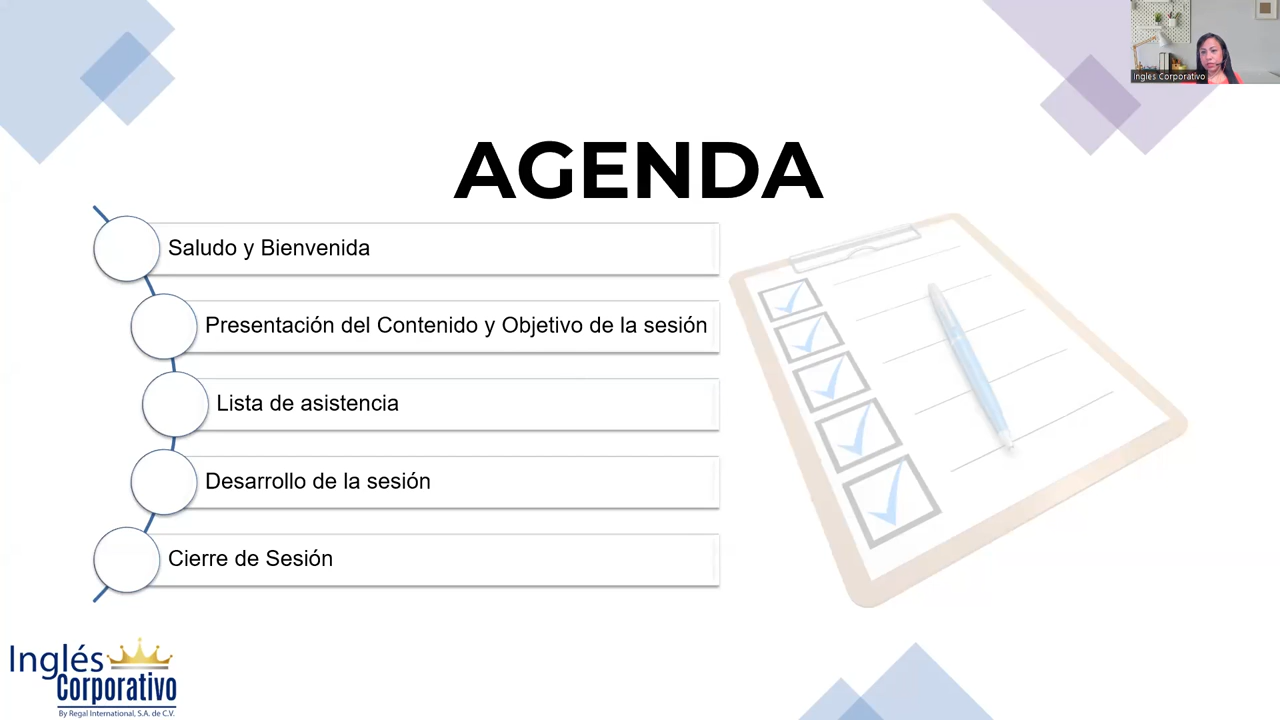 Ingles Corporativo
AGENDA
Saludo y Bienvenida
Presentación del Contenido y Objetivo de la sesión
Lista de asistencia
Desarrollo de la sesión
Cierre de Sesión
Inglés
Corporativo
By Regal International, S.A. de C.V.